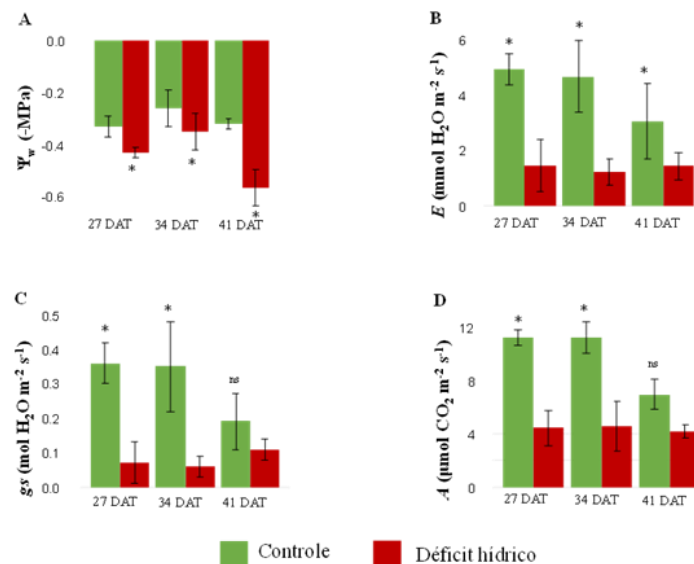 A
Ψw (-MPa)
0.0
-0.2
-0.4
-0.6
*
*
*
27 DAT 34 DAT 41 DAT
B
E (mmol H₂O m⁻² s⁻¹)
6
4
2
0
*
*
*
27 DAT 34 DAT 41 DAT
C
gs (mol H₂O m⁻² s⁻¹)
0.5
0.4
0.3
0.2
0.1
0.0
*
*
ns
27 DAT 34 DAT 41 DAT
D
A (µmol CO₂ m⁻² s⁻¹)
12
8
4
0
*
*
ns
27 DAT 34 DAT 41 DAT
Controle Déficit hídrico